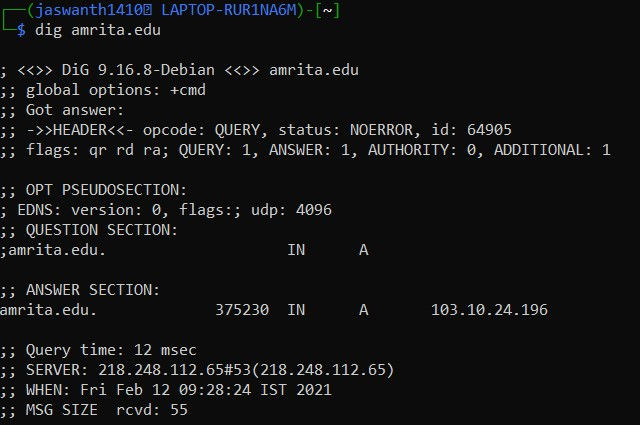 ┌──(jaswanth1410 LAPTOP-RUR1NA6M)-[~]
└─$ dig amrita.edu
; <<>> DiG 9.16.8-Debian <<>> amrita.edu
;; global options: +cmd
;; Got answer:
;; ->>HEADER<<- opcode: QUERY, status: NOERROR, id: 64905
;; flags: qr rd ra; QUERY: 1, ANSWER: 1, AUTHORITY: 0, ADDITIONAL: 1
;; OPT PSEUDOSECTION:
; EDNS: version: 0, flags:; udp: 4096
;; QUESTION SECTION:
;amrita.edu. IN A
;; ANSWER SECTION:
amrita.edu. 375230 IN A 103.10.24.196
;; Query time: 12 msec
;; SERVER: 218.248.112.65#53(218.248.112.65)
;; WHEN: Fri Feb 12 09:28:24 IST 2021
;; MSG SIZE rcvd: 55